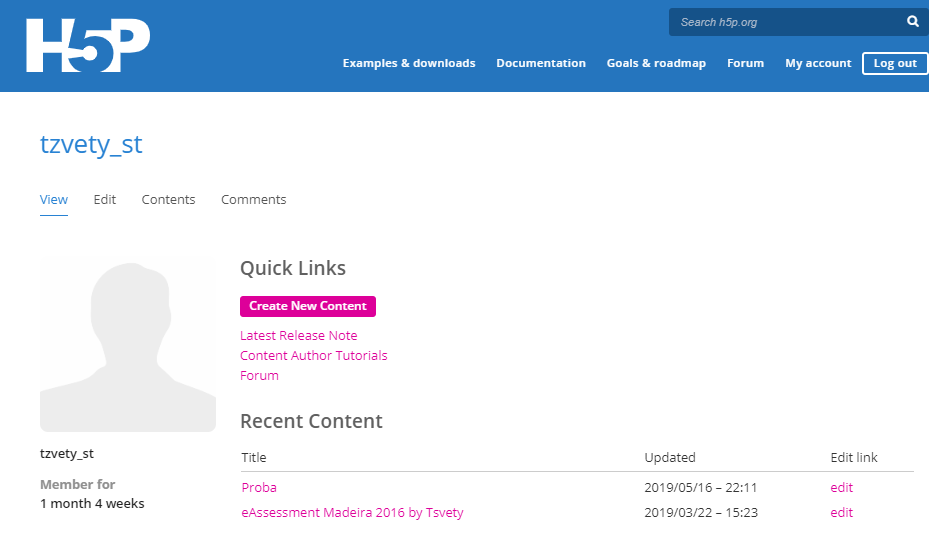 H5P
Search h5p.org
Examples & downloads Documentation Goals & roadmap Forum My account Log out
tzvety_st
View Edit Contents Comments
Quick Links
Create New Content
Latest Release Note
Content Author Tutorials
Forum
tzvety_st
Member for
1 month 4 weeks
Recent Content
Title Updated Edit link
Proba 2019/05/16 – 22:11 edit
eAssessment Madeira 2016 by Tsvety 2019/03/22 – 15:23 edit